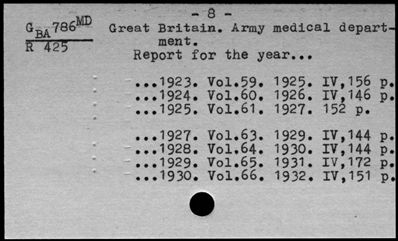 - 8 -
G BA 786 MD Great Britain. Army medical depart-
R 425 ment.
Report for the year...
...1923. Vol.59. 1925. IV,156 p.
...1924. Vol.60. 1926. IV,146 p.
...1925. Vol.61. 1927. 152 p.
...1927. Vol.63. 1929. IV,144 p.
...1928. Vol.64. 1930. IV,144 p.
...1929. Vol.65. 1931. IV,172 p.
...1930. Vol.66. 1932. IV,151 p.